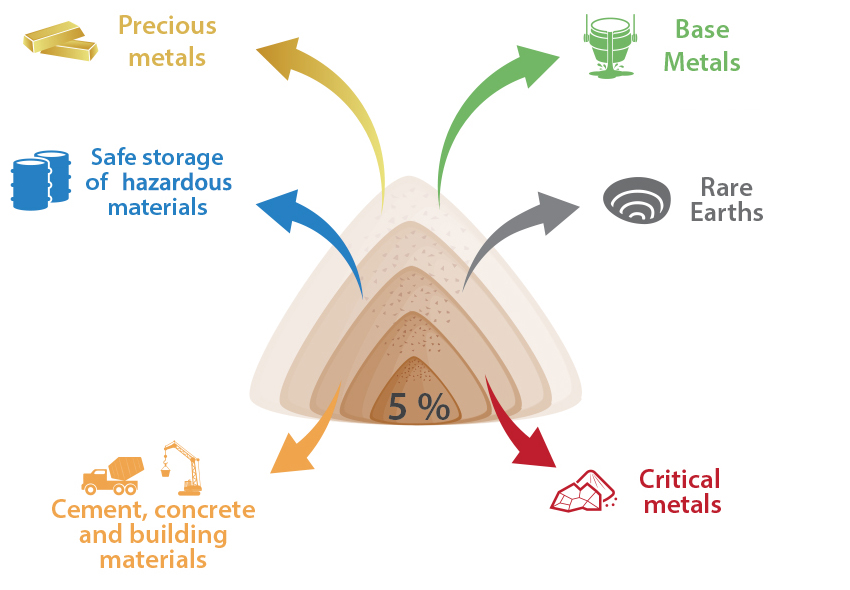 Precious
metals
Base
Metals
Safe storage
of hazardous
materials
Rare
Earths
5 %
Cement, concrete
and building
materials
Critical
metals